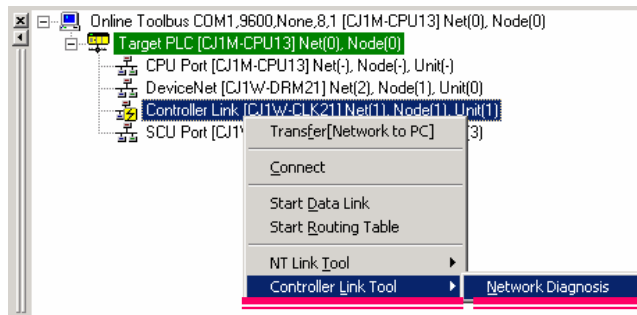 Online Toolbus COM1,9600,None,8,1 [CJ1M-CPU13] Net(0), Node(0)
Target PLC [CJ1M-CPU13] Net(0), Node(0)
CPU Port [CJ1M-CPU13] Net(-), Node(-), Unit(-)
DeviceNet [CJ1W-DRM21] Net(2), Node(1), Unit(0)
Controller Link [CJ1W-CLK21] Net(1), Node(1), Unit(1)
SCU Port [CJ1W (3)
Transfer[Network to PC]
Connect
Start Data Link
Start Routing Table
NT Link Tool
Controller Link Tool
Network Diagnosis